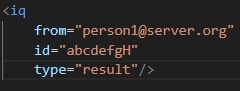 <iq
from="person1@server.org"
id="abcdefgH"
type="result"/>